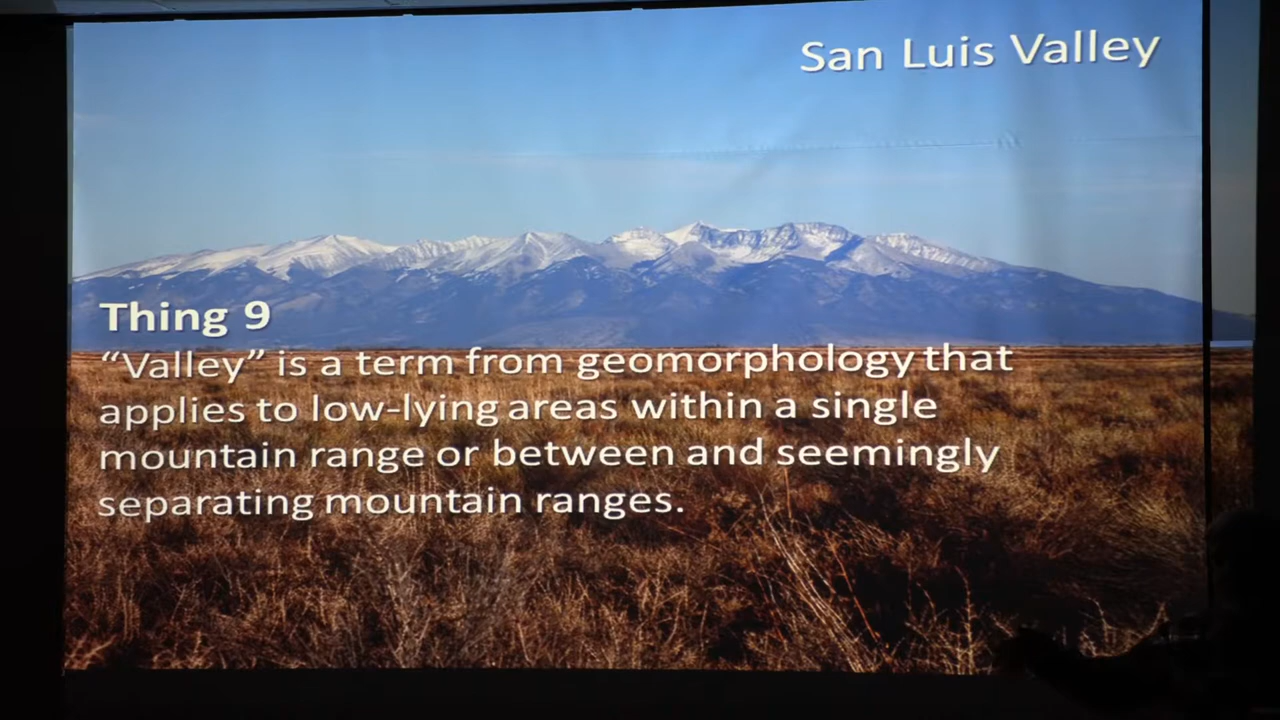 San Luis Valley
Thing 9
“Valley” is a term from geomorphology that
applies to low-lying areas within a single
mountain range or between and seemingly
separating mountain ranges.